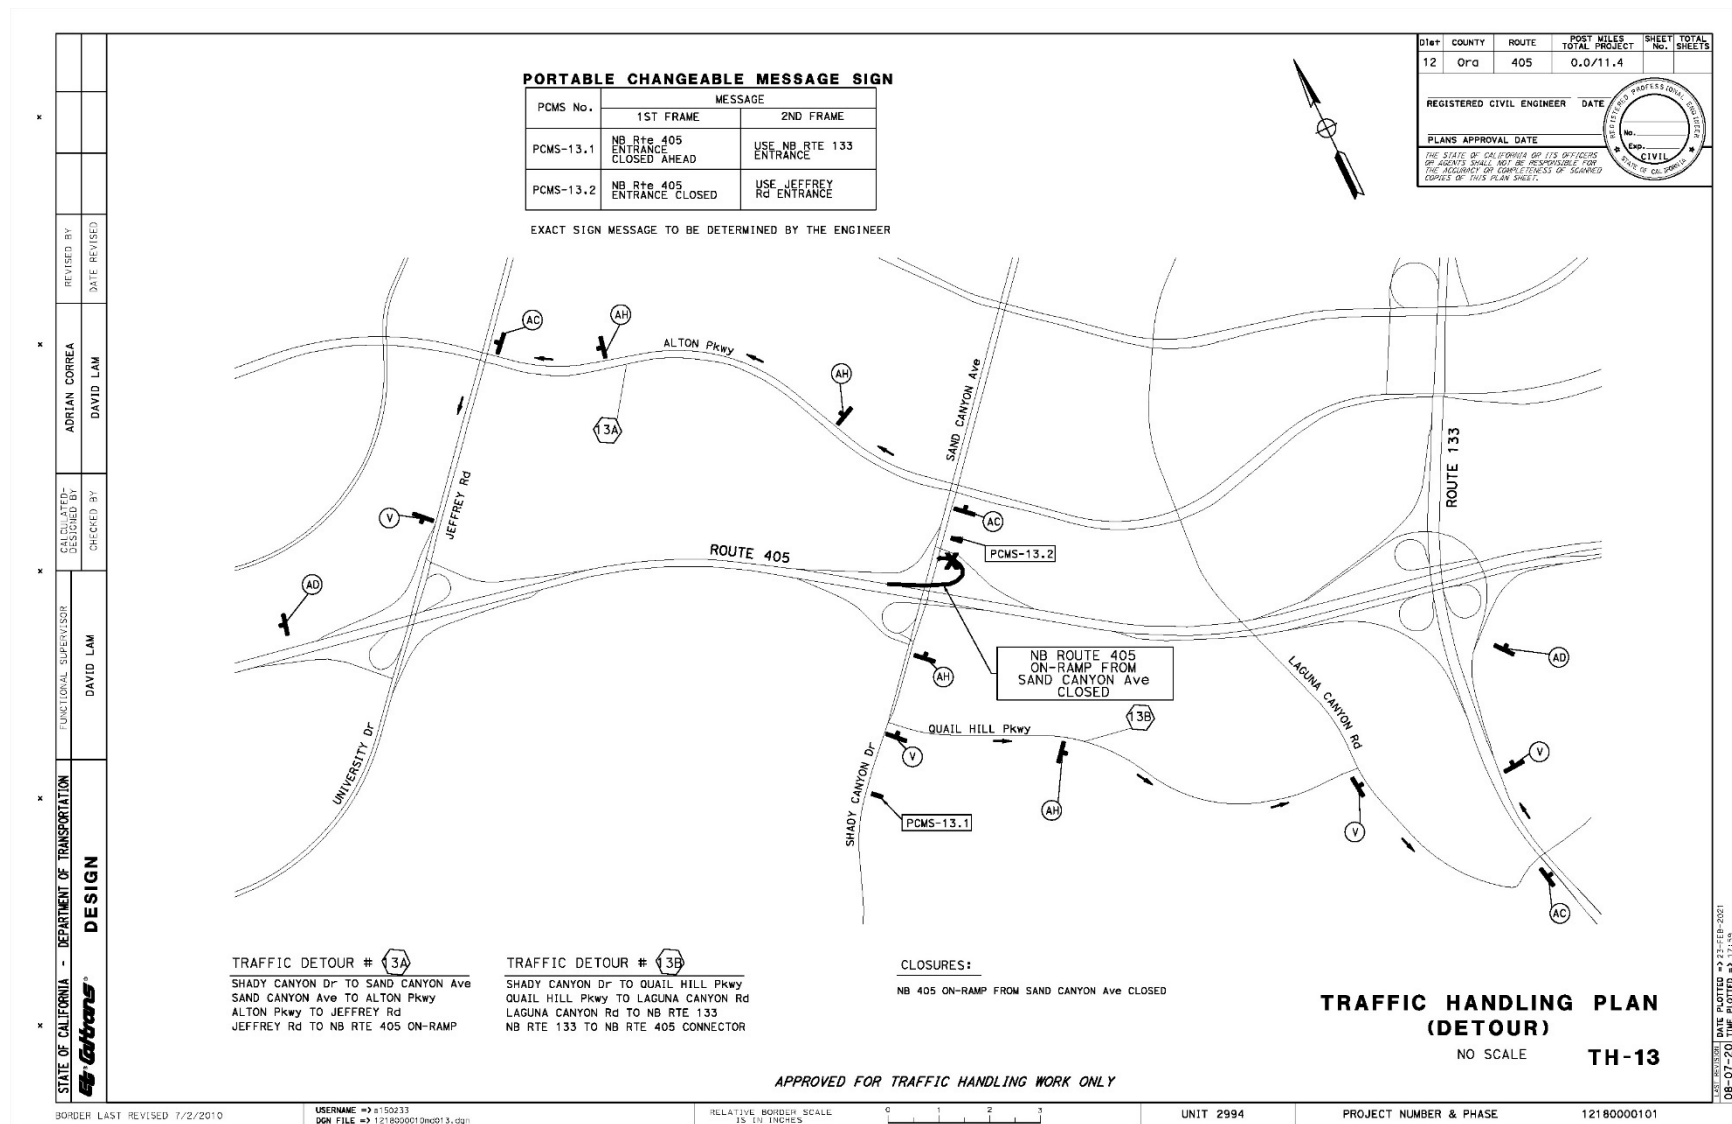 PORTABLE CHANGEABLE MESSAGE SIGN
PCMS No.
MESSAGE
1ST FRAME
2ND FRAME
PCMS-13.1
NB Rte 405
ENTRANCE
CLOSED AHEAD
USE NB RTE 133
ENTRANCE
PCMS-13.2
NB Rte 405
ENTRANCE CLOSED
USE JEFFREY
Rd ENTRANCE
EXACT SIGN MESSAGE TO BE DETERMINED BY THE ENGINEER
Dist
COUNTY
ROUTE
POST MILES
TOTAL PROJECT
SHEET
No.
TOTAL
SHEETS
12
Ora
405
0.0/11.4
REGISTERED CIVIL ENGINEER
DATE
PLANS APPROVAL DATE
THE STATE OF CALIFORNIA OR ITS OFFICERS
OR AGENTS SHALL NOT BE RESPONSIBLE FOR
THE ACCURACY OR COMPLETENESS OF SCANNED
COPIES OF THIS PLAN SHEET.
REGISTERED PROFESSIONAL ENGINEER
No.
Exp.
CIVIL
STATE OF CALIFORNIA
AC
AH
ALTON Pkwy
AH
13A
SAND CANYON Ave
ROUTE 133
JEFFREY Rd
V
AC
ROUTE 405
PCMS-13.2
AD
NB ROUTE 405
ON-RAMP FROM
SAND CANYON Ave
CLOSED
AH
AD
LAGUNA CANYON Rd
13B
QUAIL HILL Pkwy
UNIVERSITY Dr
SHADY CANYON Dr
V
V
AH
PCMS-13.1
V
AC
TRAFFIC DETOUR # 13A
SHADY CANYON Dr TO SAND CANYON Ave
SAND CANYON Ave TO ALTON Pkwy
ALTON Pkwy TO JEFFREY Rd
JEFFREY Rd TO NB RTE 405 ON-RAMP
TRAFFIC DETOUR # 13B
SHADY CANYON Dr TO QUAIL HILL Pkwy
QUAIL HILL Pkwy TO LAGUNA CANYON Rd
LAGUNA CANYON Rd TO NB RTE 133
NB RTE 133 TO NB RTE 405 CONNECTOR
CLOSURES:
NB 405 ON-RAMP FROM SAND CANYON Ave CLOSED
TRAFFIC HANDLING PLAN
(DETOUR)
NO SCALE
TH-13
APPROVED FOR TRAFFIC HANDLING WORK ONLY
STATE OF CALIFORNIA - DEPARTMENT OF TRANSPORTATION
Caltrans
DESIGN
FUNCTIONAL SUPERVISOR
DAVID LAM
CALCULATED-
DESIGNED BY
CHECKED BY
ADRIAN CORREA
DAVID LAM
REVISED BY
DATE REVISED
BORDER LAST REVISED 7/2/2010
USERNAME => s150233
DGN FILE => 1218000010md013.dgn
RELATIVE BORDER SCALE
IS IN INCHES
0
1
2
3
UNIT 2994
PROJECT NUMBER & PHASE
12180000101
LAST REVISION
08-07-20
DATE PLOTTED => 23-FEB-2021
TIME PLOTTED => 17:59